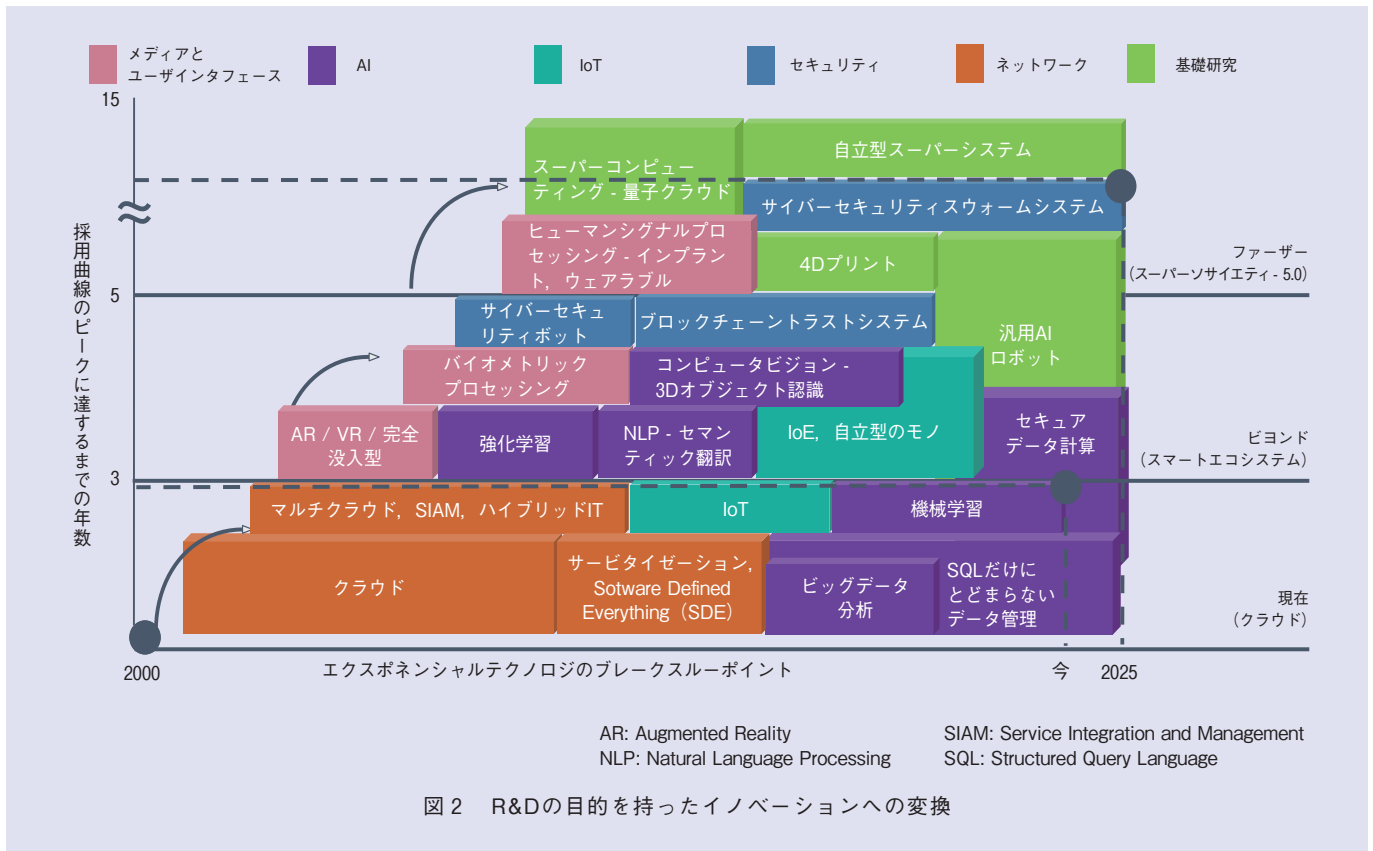 メディアと
ユーザインタフェース
AI
IoT
セキュリティ
ネットワーク
基礎研究
15
5
3
採用曲線のピークに達するまでの年数
スーパーコンピュー
ティング - 量子クラウド
自立型スーパーシステム
サイバーセキュリティスウォームシステム
ヒューマンシグナルプロ
セッシング - インプラン
ト，ウェアラブル
4Dプリント
ファーザー
（スーパーソサイエティ - 5.0）
サイバーセキュ
リティボット
ブロックチェーントラストシステム
汎用AI
ロボット
バイオメトリック
プロセッシング
コンピュータビジョン -
3Dオブジェクト認識
AR / VR / 完全
没入型
強化学習
NLP - セマン
ティック翻訳
IoE，自立型のモノ
セキュア
データ計算
ビヨンド
（スマートエコシステム）
マルチクラウド，SIAM，ハイブリッドIT
IoT
機械学習
クラウド
サービタイゼーション，
Sotware Defined
Everything（SDE）
ビッグデータ
分析
SQLだけに
とどまらない
データ管理
現在
（クラウド）
2000
エクスポネンシャルテクノロジのブレークスルーポイント
今
2025
AR: Augmented Reality
NLP: Natural Language Processing
SIAM: Service Integration and Management
SQL: Structured Query Language
図2　R&Dの目的を持ったイノベーションへの変換